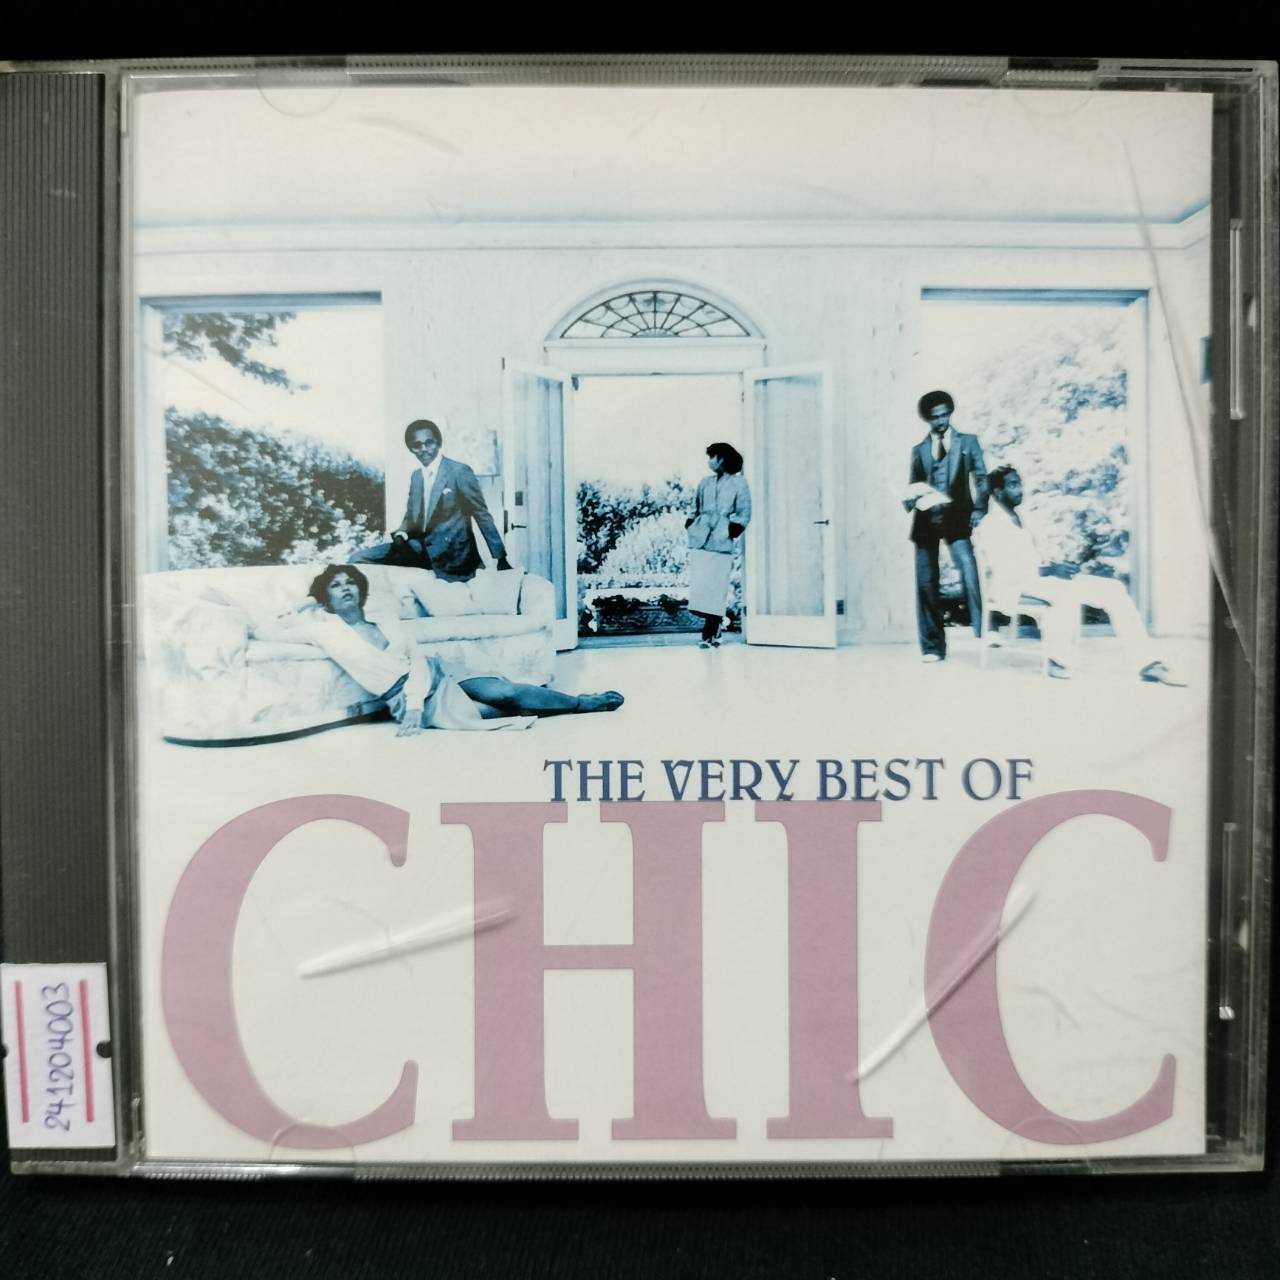 THE VERY BEST OF
CHIC
241204003